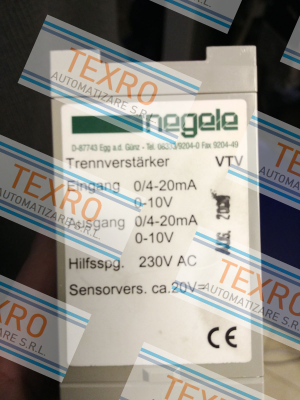 negele
D-87743 Egg a.d. Günz - Tel. 08333/9204-0 Fax 9204-49
Trennverstärker VTV
Eingang 0/4-20mA
0-10V
Ausgang 0/4-20mA
0-10V
Hilfsspg. 230V AC
Sensorvers. ca.20V
CE
TEXRO
AUTOMATIZARE S.R.L.
TEXRO
AUTOMATIZARE S.R.L.
TEXRO
AUTOMATIZARE S.R.L.
TEXRO
AUTOMATIZARE S.R.L.
TEXRO